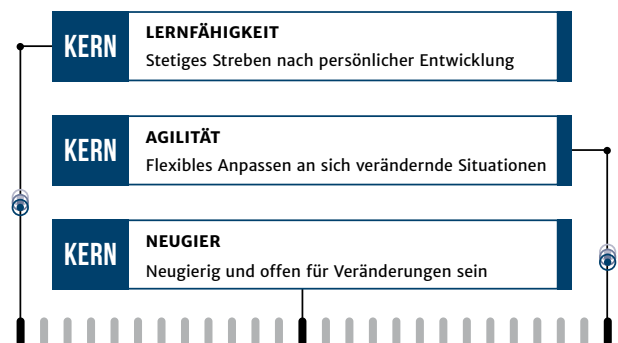 KERN
LERNFÄHIGKEIT
Stetiges Streben nach persönlicher Entwicklung
KERN
AGILITÄT
Flexibles Anpassen an sich verändernde Situationen
KERN
NEUGIER
Neugierig und offen für Veränderungen sein